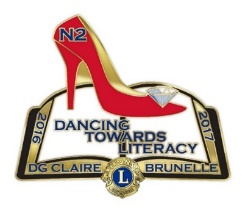 N2
2016
2017
DANCING
TOWARDS
LITERACY
DG CLAIRE BRUNELLE
L